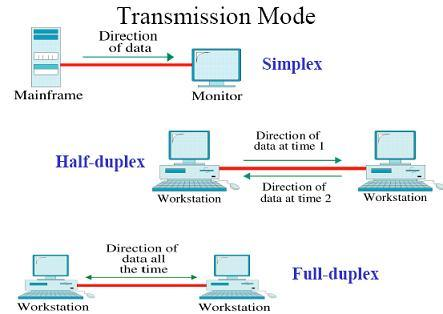 Transmission Mode
Direction
of data
Simplex
Mainframe
Monitor
Half-duplex
Direction of
data at time 1
Direction of
data at time 2
Workstation
Workstation
Direction of
data all
the time
Full-duplex
Workstation
Workstation